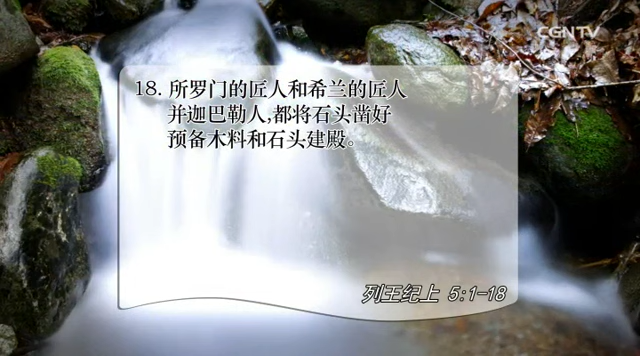 CGNTV
18. 所罗门的匠人和希兰的匠人
并迦巴勒人,都将石头凿好
预备木料和石头建殿。
列王纪上 5:1-18